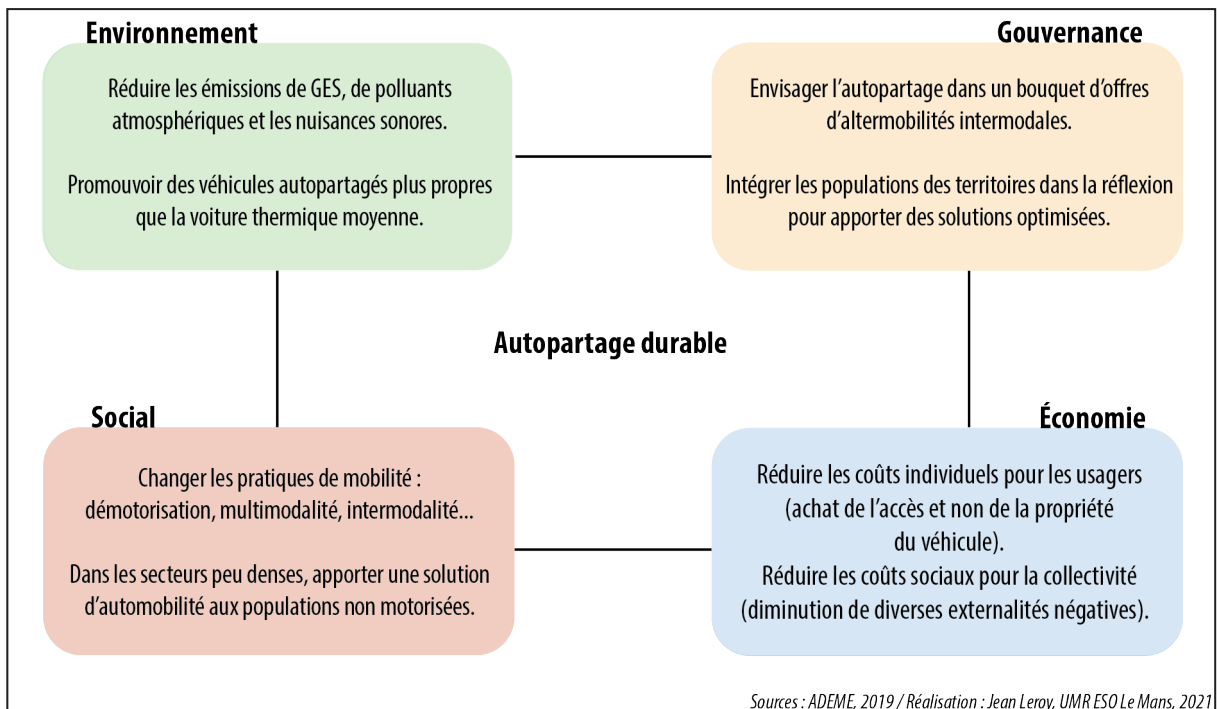 Environnement
Réduire les émissions de GES, de polluants
atmosphériques et les nuisances sonores.
Promouvoir des véhicules autopartagés plus propres
que la voiture thermique moyenne.
Gouvernance
Envisager l'autopartage dans un bouquet d'offres
d'altermobilités intermodales.
Intégrer les populations des territoires dans la réflexion
pour apporter des solutions optimisées.
Autopartage durable
Social
Changer les pratiques de mobilité :
démotorisation, multimodalité, intermodalité...
Dans les secteurs peu denses, apporter une solution
d'automobilité aux populations non motorisées.
Économie
Réduire les coûts individuels pour les usagers
(achat de l'accès et non de la propriété
du véhicule).
Réduire les coûts sociaux pour la collectivité
(diminution de diverses externalités négatives).
Sources : ADEME, 2019 / Réalisation : Jean Leroy, UMR ESO Le Mans, 2021